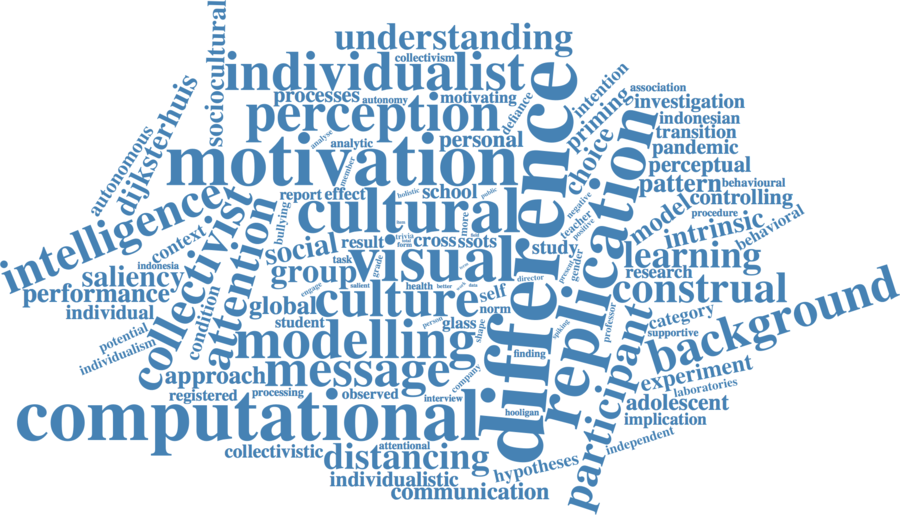 sociocultural
understanding
collectivism
individualist
difference
intention
association
processes
autonomy
motivating
defiance
priming
investigation
dijksterhuis
autonomous
perception
personal
indonesian
analyse
analytic
choice
replication
transition
pandemic
motivation
member
perceptual
pattern
behavioural
intelligence
collectivist
attention
report
effect
holistic
school
public
negative
model
controlling
procedure
cultural
more
teacher
positive
intrinsic
behavioral
context
bullying
social
result
trivia
form
cross
ssots
study
indonesia
saliency
task
grade
visual
gender
present
learning
group
research
performance
condition
engage
salient
health
better
work
data
director
construal
individual
global
culture
self
norm
professor
category
background
student
person
glass
shape
spiking
supportive
potential
individualism
modelling
finding
participant
approach
message
company
experiment
laboratories
registered
processing
observed
interview
hooligan
adolescent
computational
implication
attentional
independent
collectivistic
distancing
hypotheses
individualistic
communication